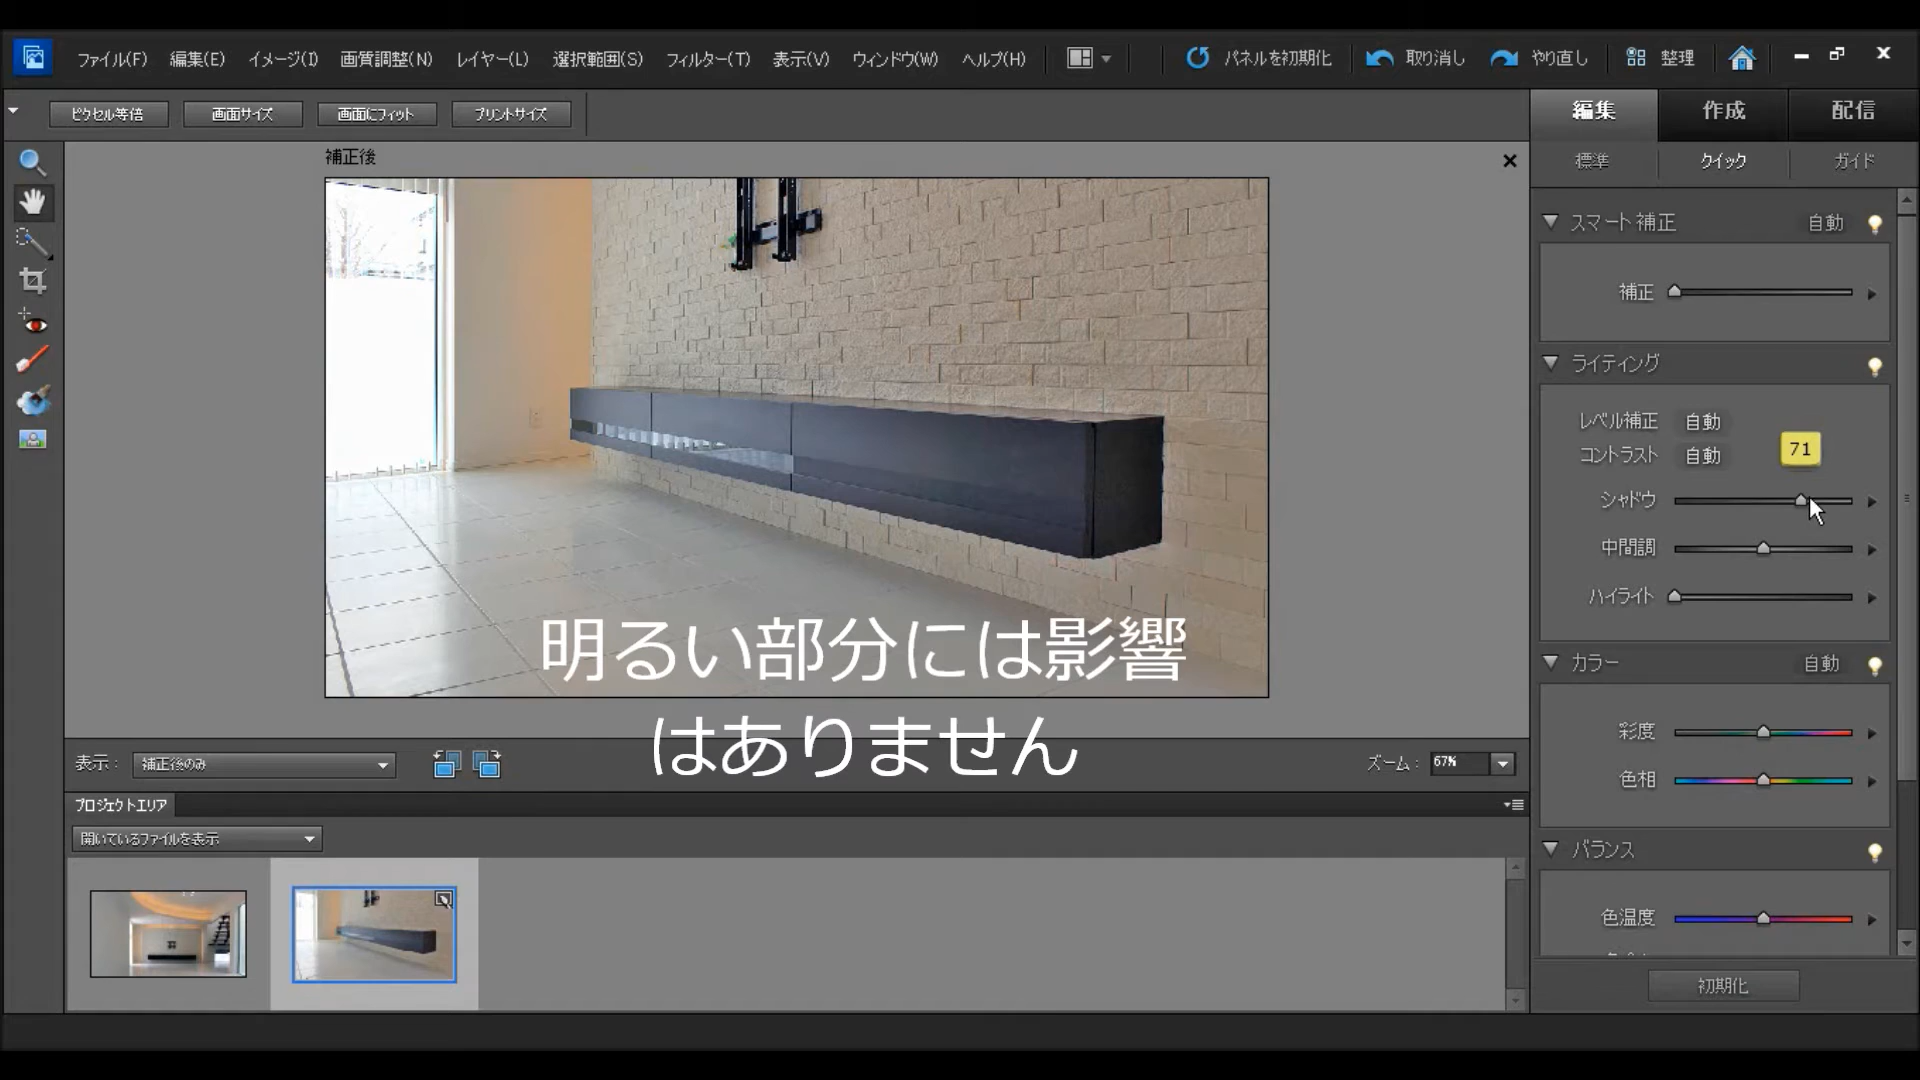 ファイル(F) 編集(E) イメージ(I) 画質調整(N) レイヤー(L) 選択範囲(S) フィルター(T) 表示(V) ウィンドウ(W) ヘルプ(H) パネルを初期化 取り消し やり直し 整理
ピクセル等倍 画面サイズ 画面にフィット プリントサイズ
編集 作成 配信
標準 クイック ガイド
補正後
スマート補正 自動
補正
ライティング
レベル補正 自動
コントラスト 自動
71
シャドウ
中間調
ハイライト
明るい部分には影響
はありません
カラー 自動
彩度
色相
バランス
色温度
初期化
表示: 補正後のみ
ズーム: 67%
プロジェクトエリア
開いているファイルを表示